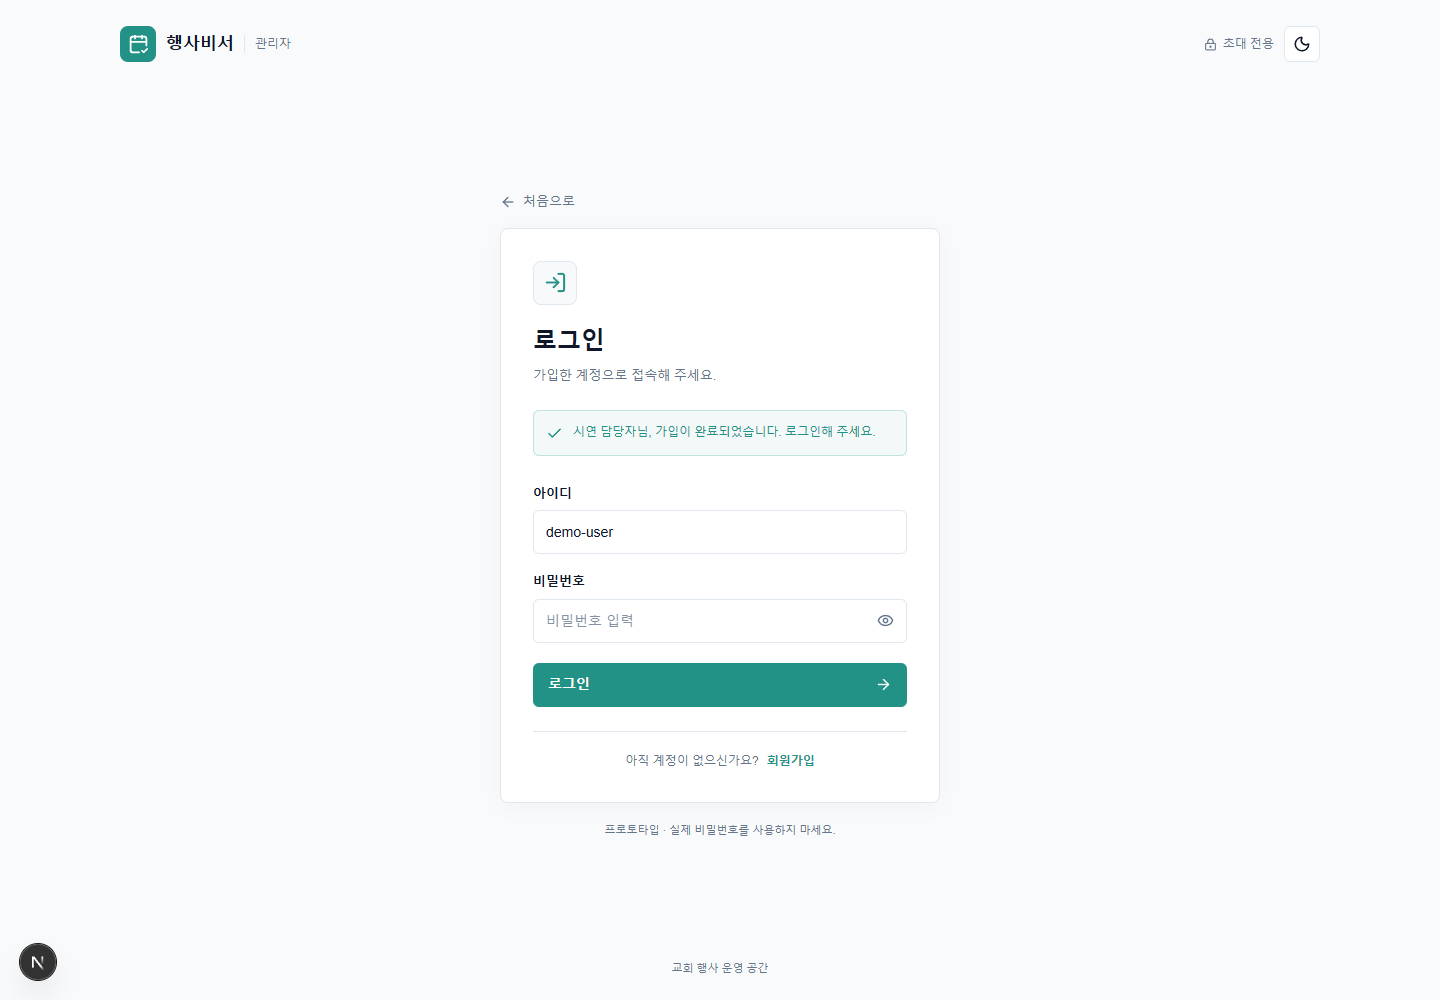 행사비서
관리자
초대 전용
처음으로
로그인
가입한 계정으로 접속해 주세요.
시연 담당자님, 가입이 완료되었습니다. 로그인해 주세요.
아이디
demo-user
비밀번호
비밀번호 입력
로그인
아직 계정이 없으신가요? 회원가입
프로토타입 · 실제 비밀번호를 사용하지 마세요.
N
교회 행사 운영 공간